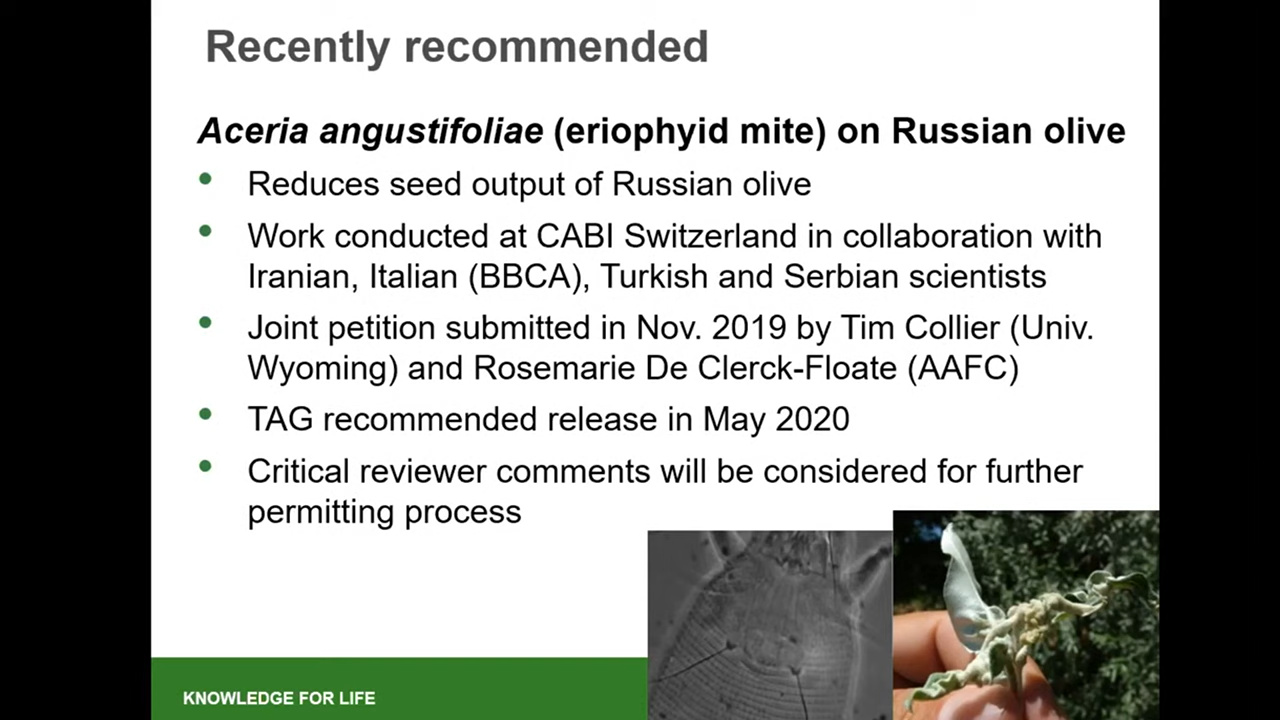 Recently recommended
Aceria angustifoliae (eriophyid mite) on Russian olive
• Reduces seed output of Russian olive
• Work conducted at CABI Switzerland in collaboration with
Iranian, Italian (BBCA), Turkish and Serbian scientists
• Joint petition submitted in Nov. 2019 by Tim Collier (Univ.
Wyoming) and Rosemarie De Clerck-Floate (AAFC)
• TAG recommended release in May 2020
• Critical reviewer comments will be considered for further
permitting process
KNOWLEDGE FOR LIFE